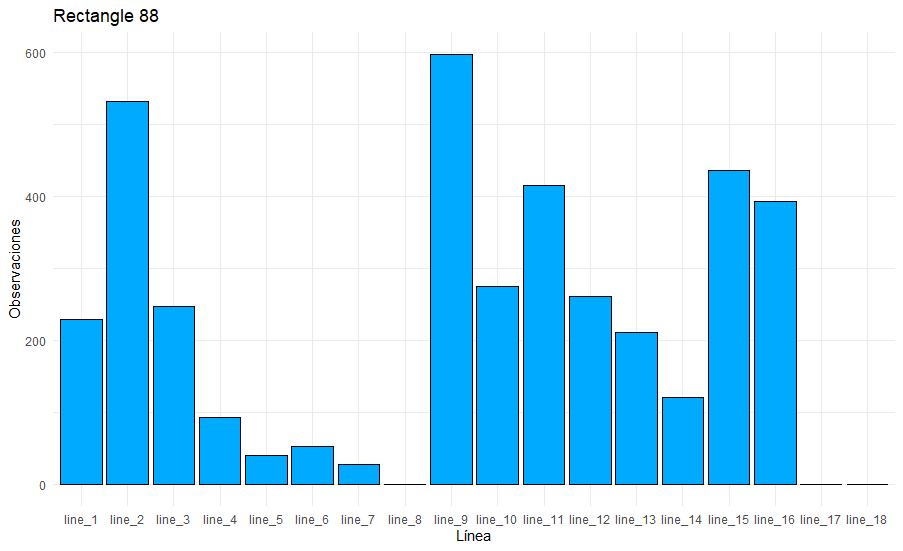 Rectangle 88
Observaciones
600
400
200
0
line_1 line_2 line_3 line_4 line_5 line_6 line_7 line_8 line_9 line_10 line_11 line_12 line_13 line_14 line_15 line_16 line_17 line_18
Línea